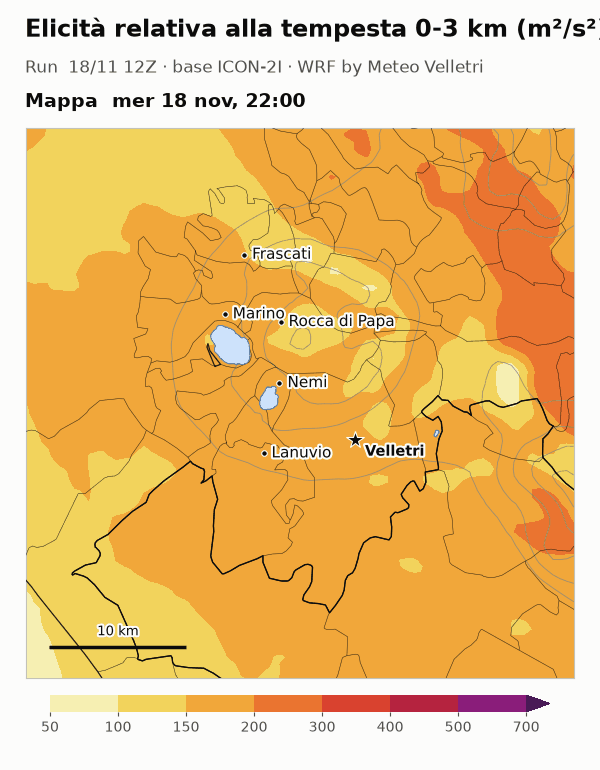 Elicità relativa alla tempesta 0-3 km (m²/s²)
Run 18/11 12Z · base ICON-2I · WRF by Meteo Velletri
Mappa mer 18 nov, 22:00
Frascati
Marino
Rocca di Papa
Nemi
Velletri
Lanuvio
10 km
50 100 150 200 300 400 500 700